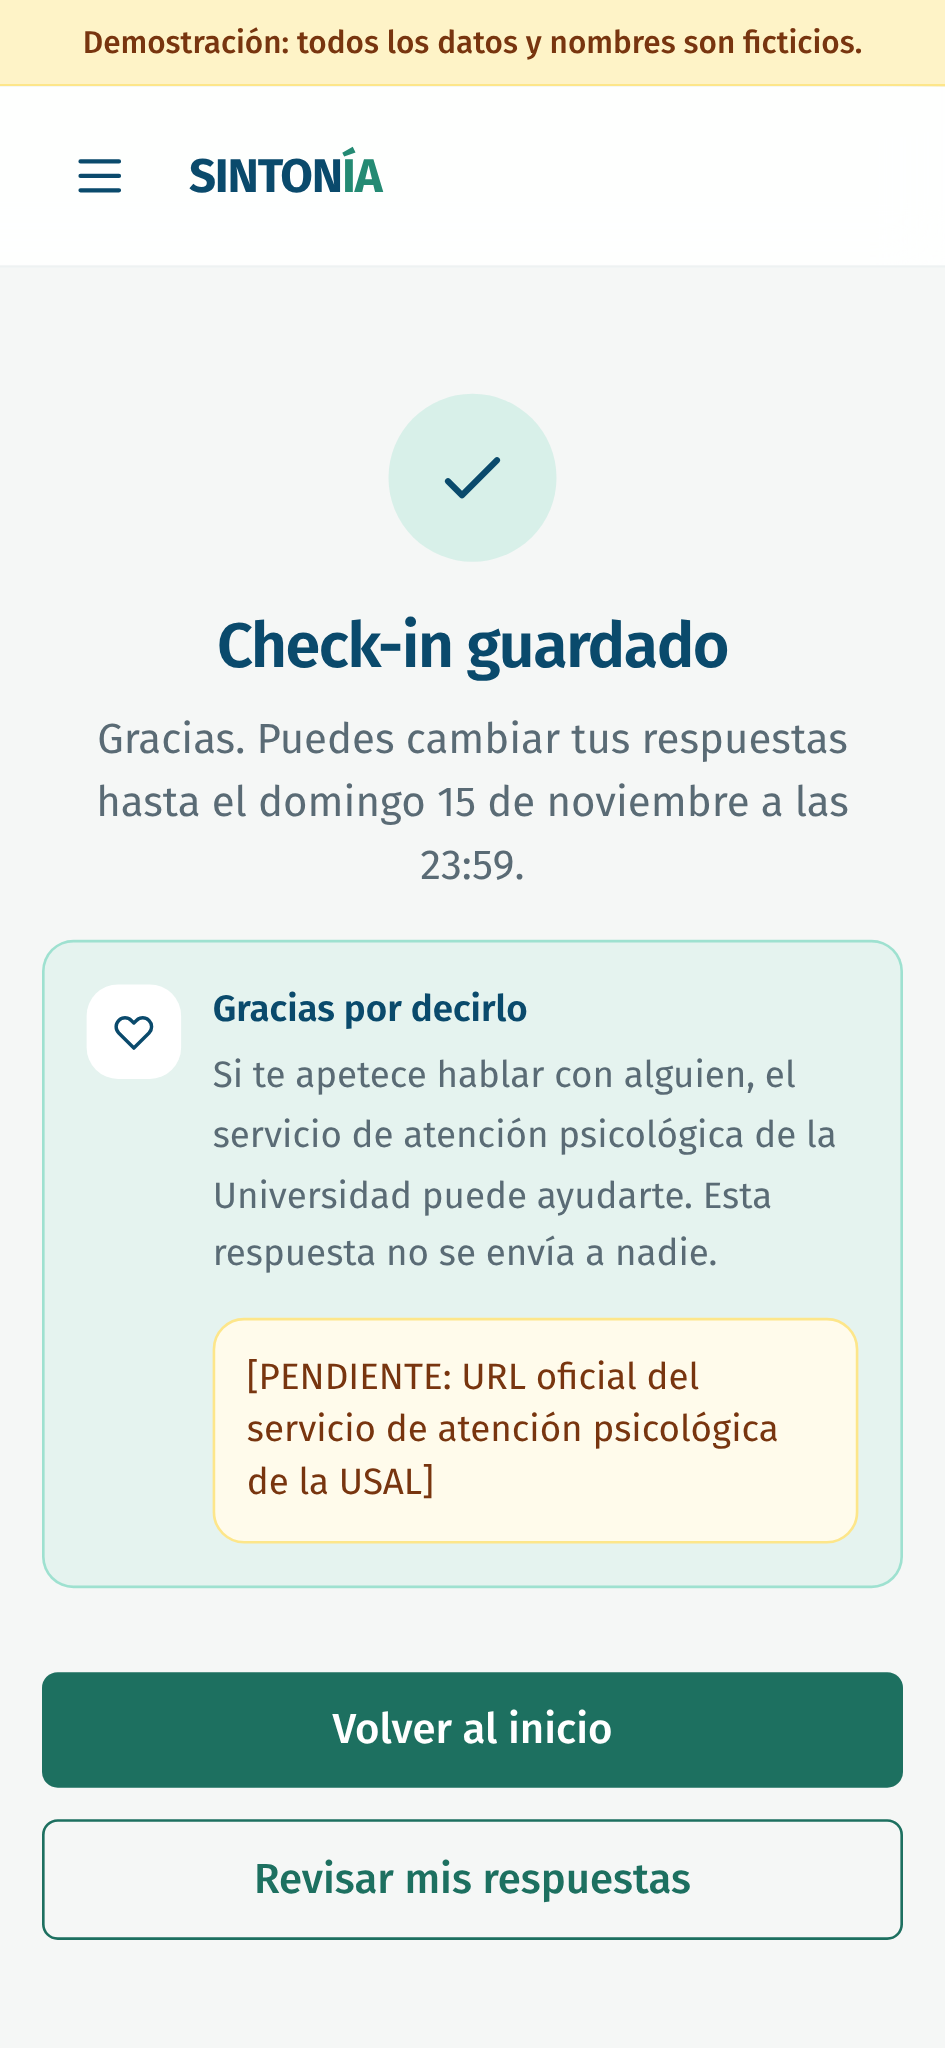 Demostración: todos los datos y nombres son ficticios.
SINTONÍA
Check-in guardado
Gracias. Puedes cambiar tus respuestas
hasta el domingo 15 de noviembre a las
23:59.
Gracias por decirlo
Si te apetece hablar con alguien, el
servicio de atención psicológica de la
Universidad puede ayudarte. Esta
respuesta no se envía a nadie.
[PENDIENTE: URL oficial del
servicio de atención psicológica
de la USAL]
Volver al inicio
Revisar mis respuestas